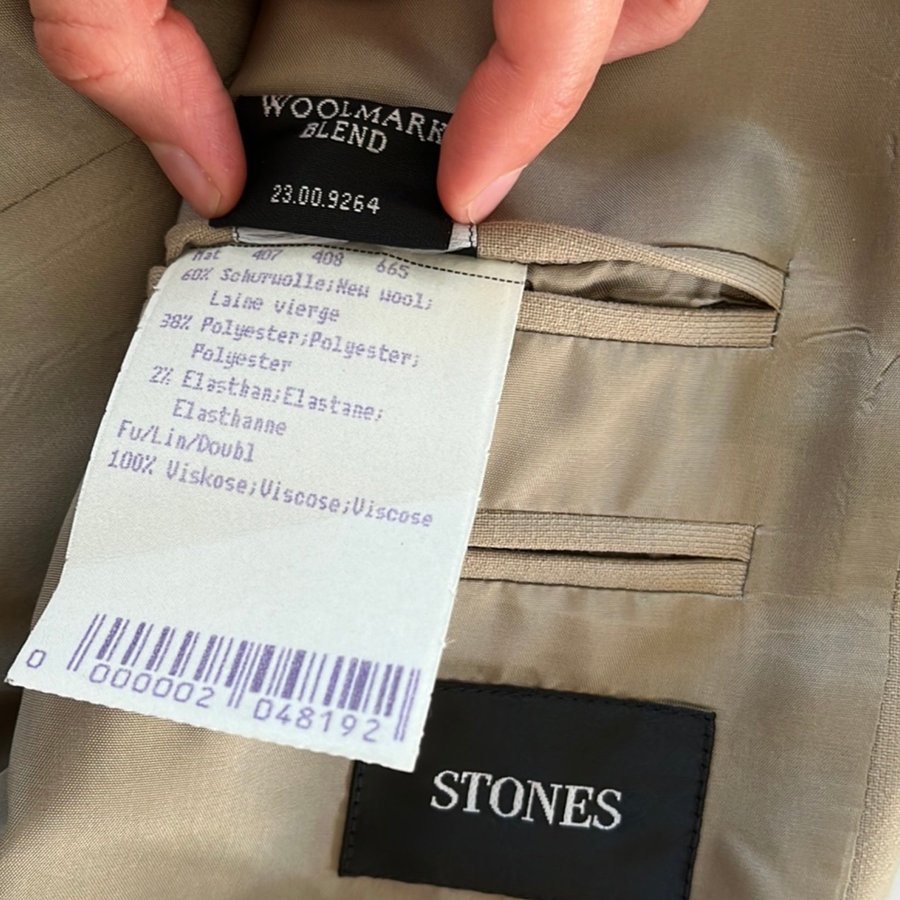 WOOLMARK
BLEND
23.00.9264
Mat 407 408 665
60% Schurwolle;New wool;
Laine vierge
38% Polyester;Polyester;
Polyester
2% Elasthan;Elastane;
Elasthanne
Fu/Lin/Doubl
100% Viskose;Viscose;Viscose
0 000002 048192
STONES